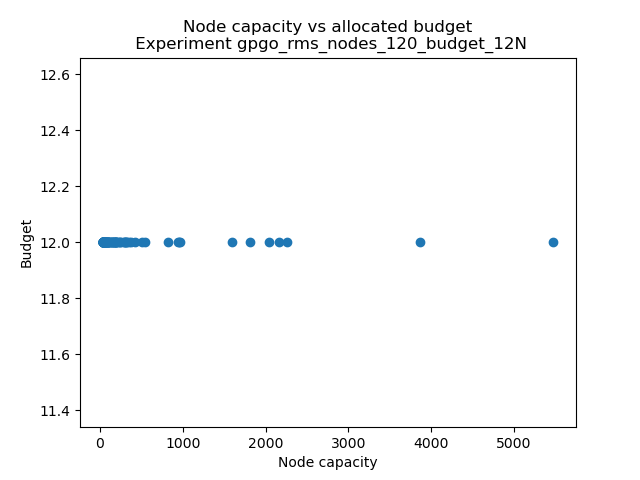 Node capacity vs allocated budget
Experiment gpgo_rms_nodes_120_budget_12N
12.6
12.4
12.2
12.0
11.8
11.6
11.4
Budget
0 1000 2000 3000 4000 5000
Node capacity